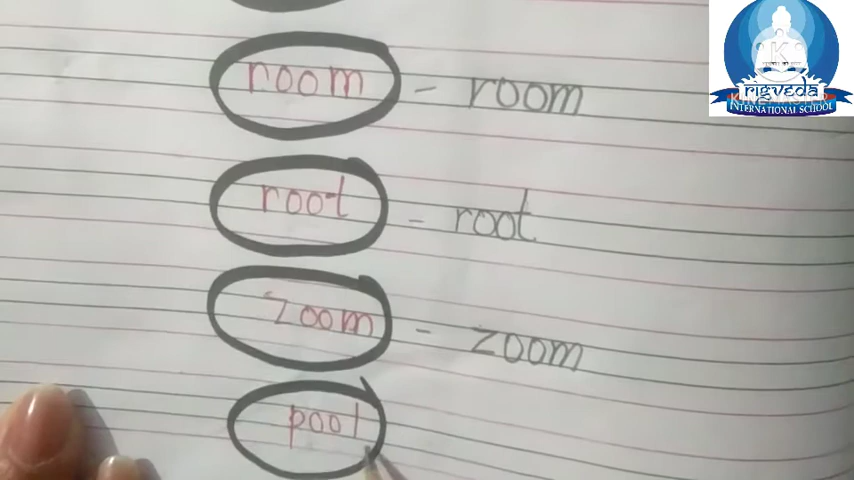 room - room
rigveda
INTERNATIONAL SCHOOL
root - root
zoom - zoom
pool